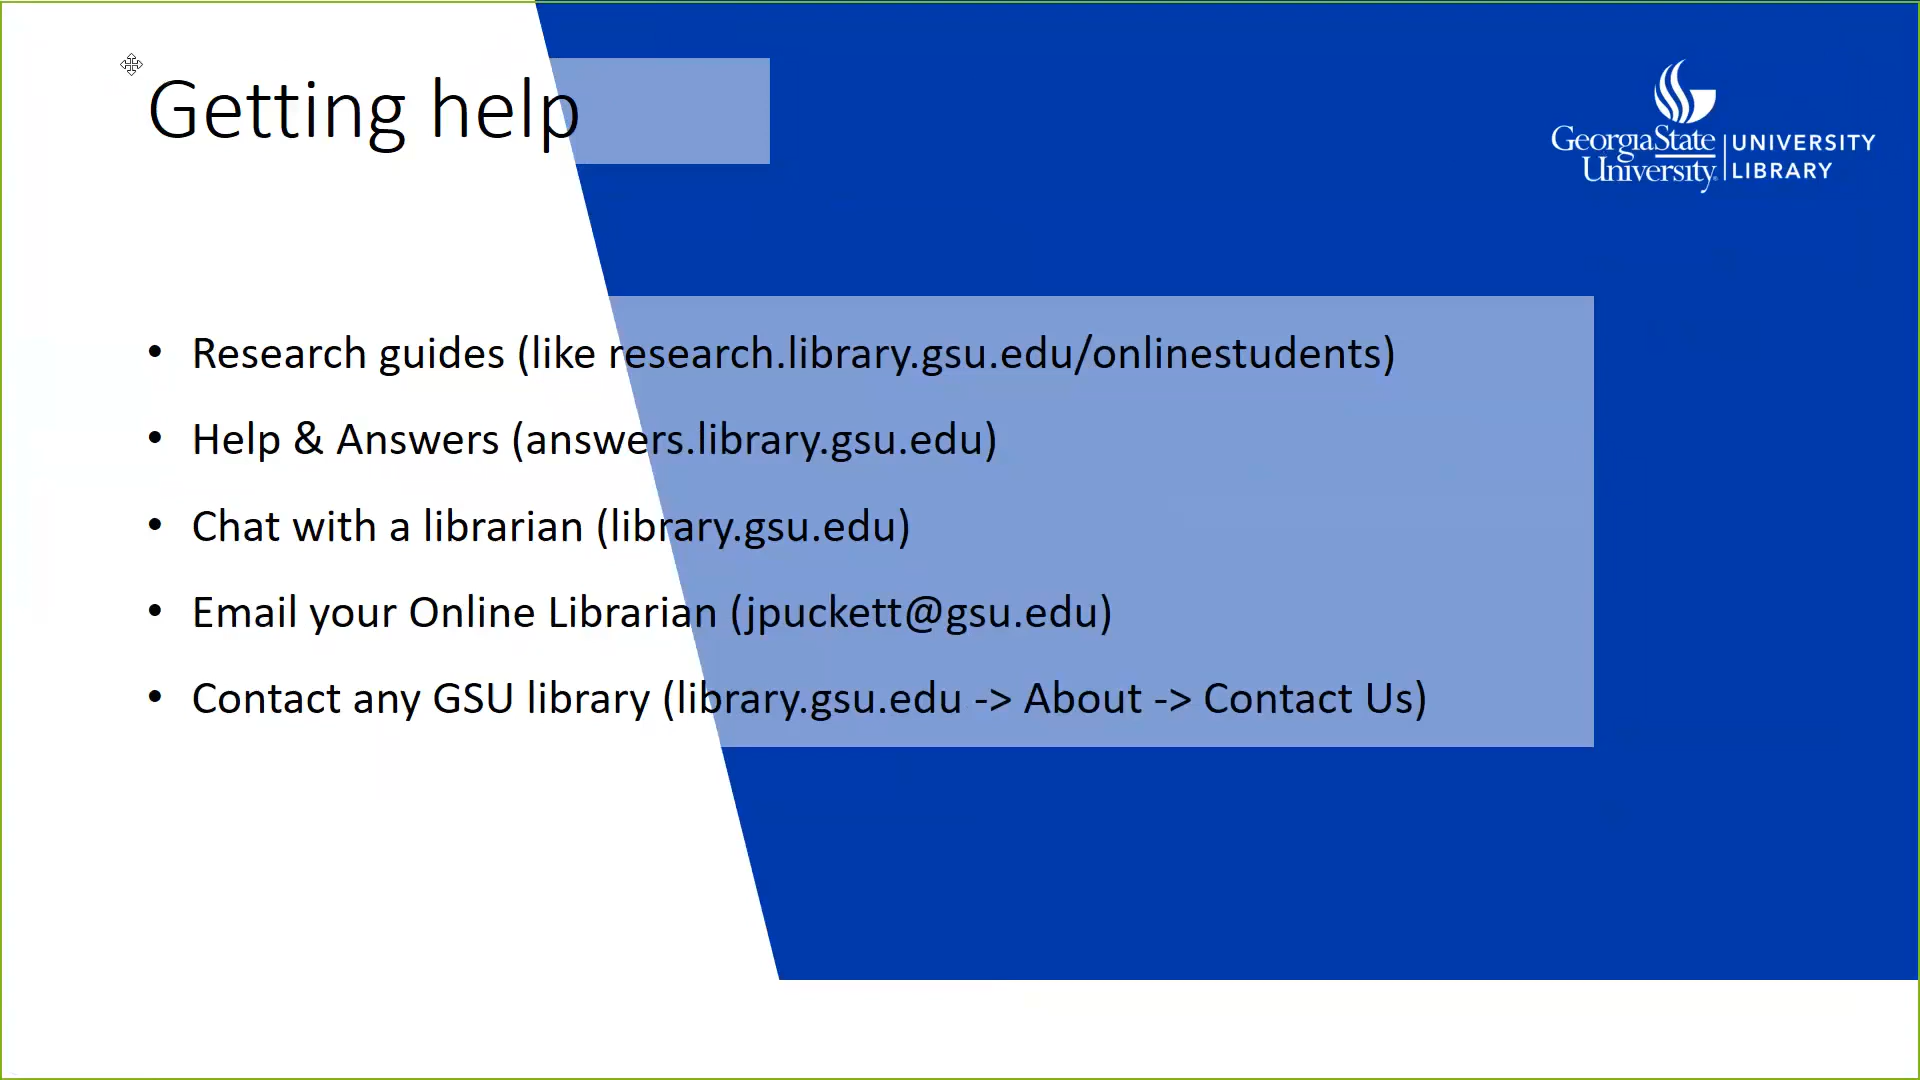 Getting help
GeorgiaState
University
UNIVERSITY
LIBRARY
• Research guides (like research.library.gsu.edu/onlinestudents)
• Help & Answers (answers.library.gsu.edu)
• Chat with a librarian (library.gsu.edu)
• Email your Online Librarian (jpuckett@gsu.edu)
• Contact any GSU library (library.gsu.edu -> About -> Contact Us)